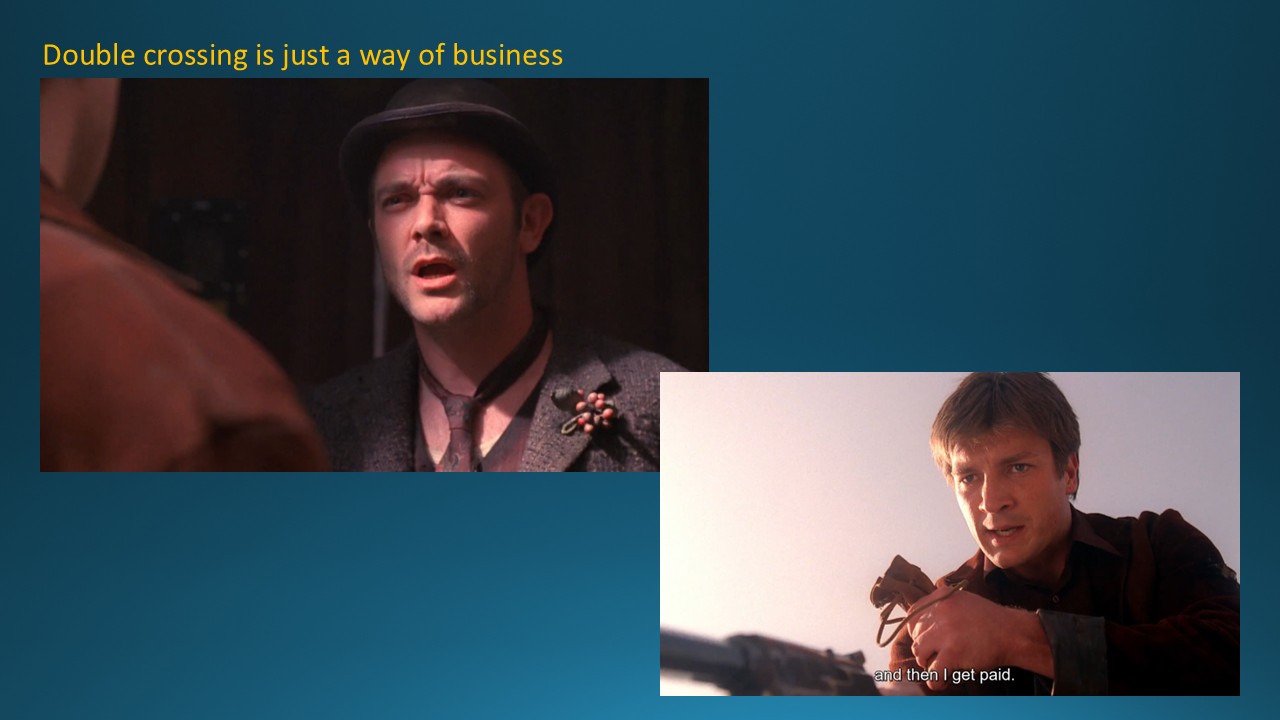 Double crossing is just a way of business
and then I get paid.